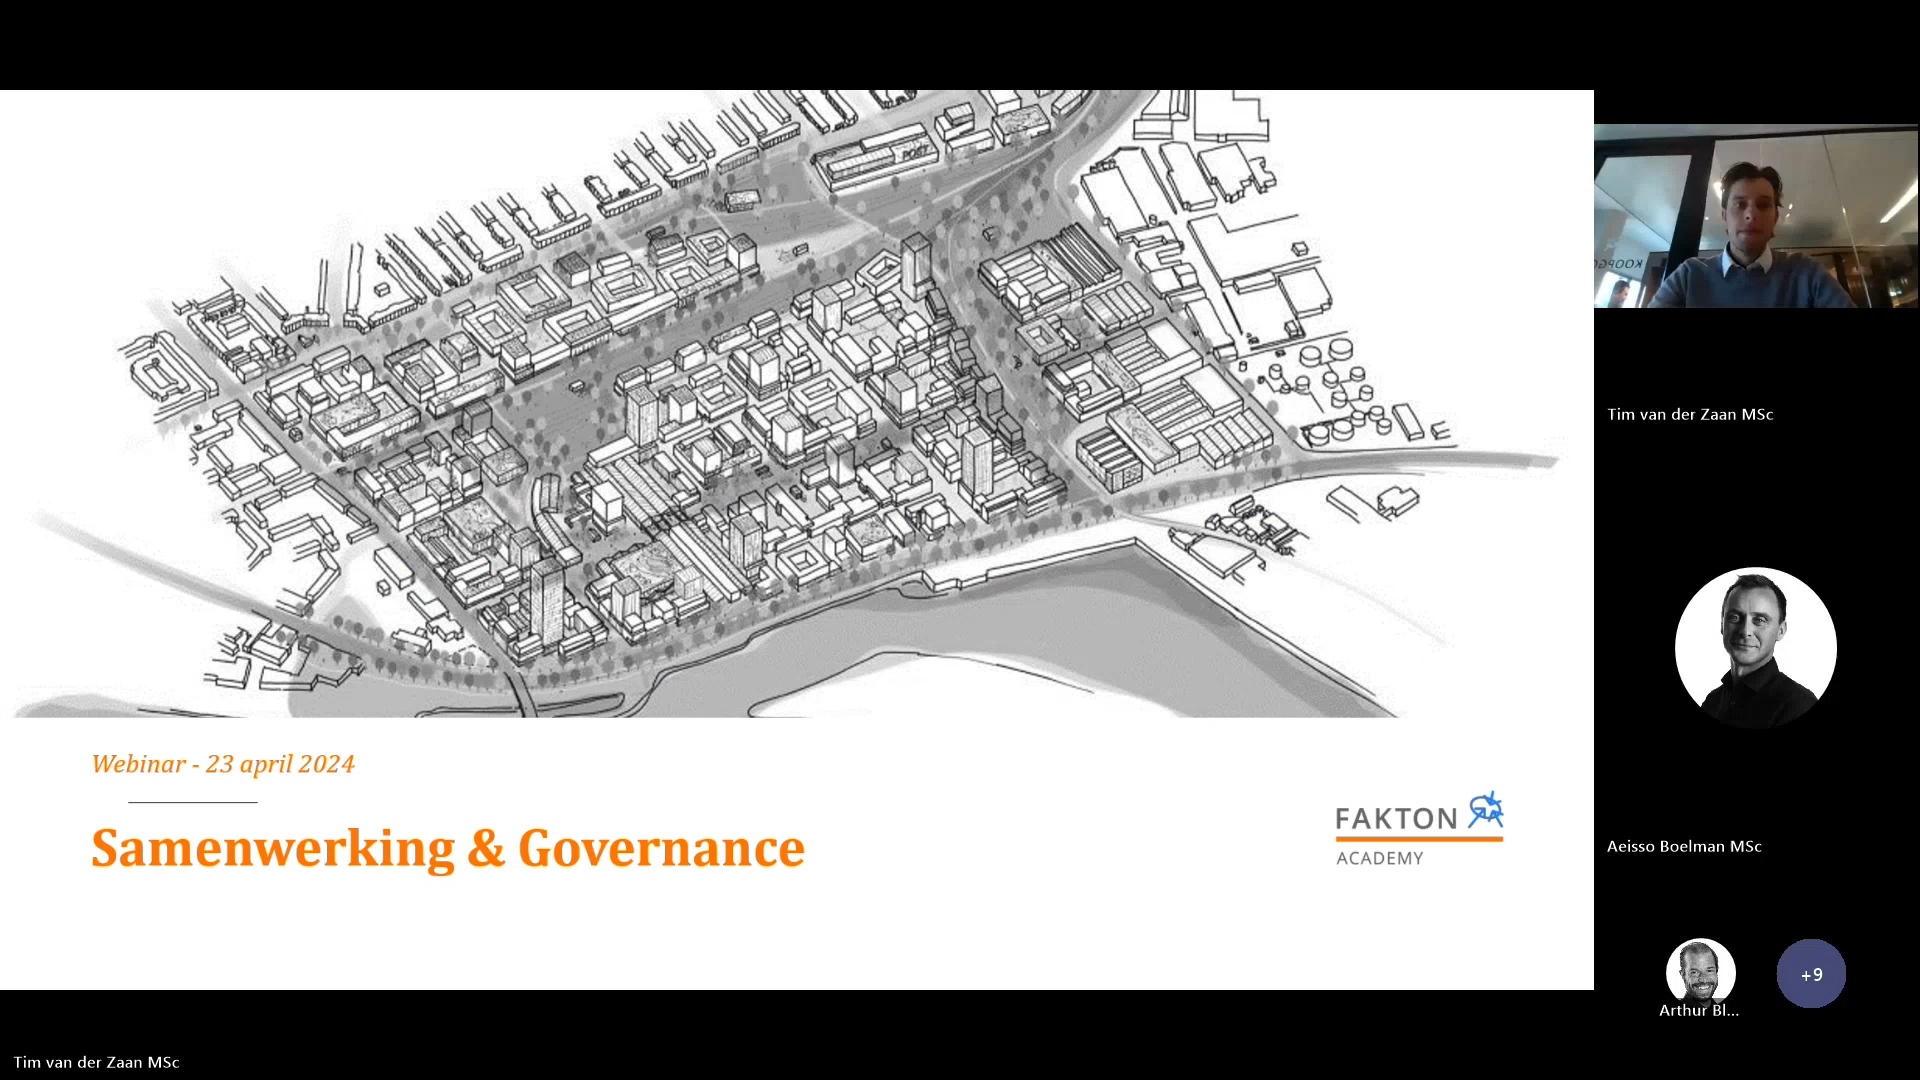 POST
Webinar - 23 april 2024
Samenwerking & Governance
FAKTON
ACADEMY
Tim van der Zaan MSc
Aeisso Boelman MSc
Arthur Bl...
+9
Tim van der Zaan MSc